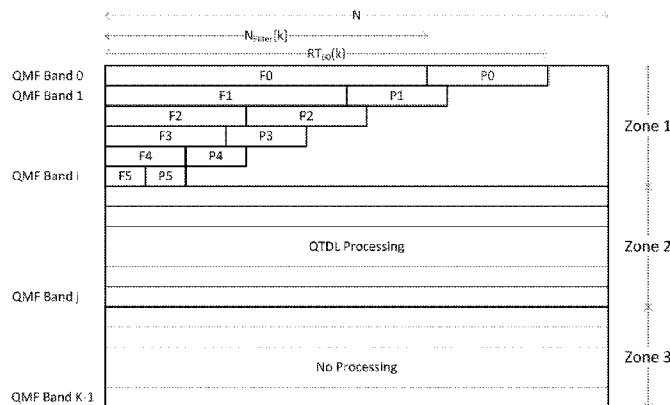 N
N_Filter(k)
RT_60(k)
QMF Band 0 F0 P0
QMF Band 1 F1 P1
F2 P2
F3 P3
F4 P4
QMF Band i F5 P5
Zone 1
QTDL Processing
Zone 2
QMF Band j
No Processing
Zone 3
QMF Band K-1